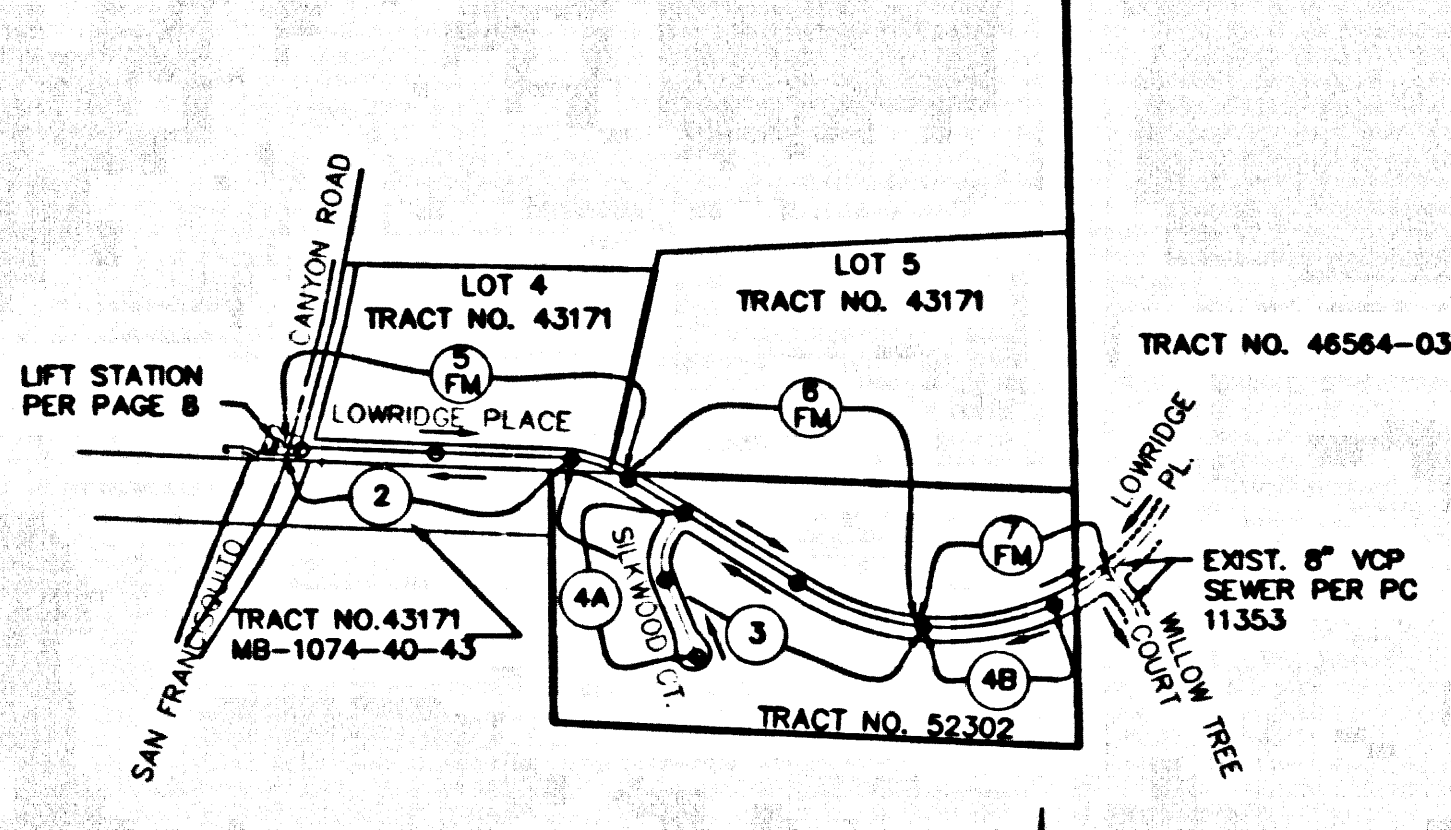 CANYON ROAD
LOT 4
TRACT NO. 43171
LOT 5
TRACT NO. 43171
TRACT NO. 46564-03
LIFT STATION
PER PAGE 8
5
FM
6
FM
LOWRIDGE PLACE
LOWRIDGE
PL.
2
7
FM
EXIST. 8" VCP
SEWER PER PC
11353
SILKWOOD CT.
4A
3
4B
TRACT NO.43171
MB-1074-40-43
SAN FRANCISQUITO
WILLOW TREE
COURT
TRACT NO. 52302